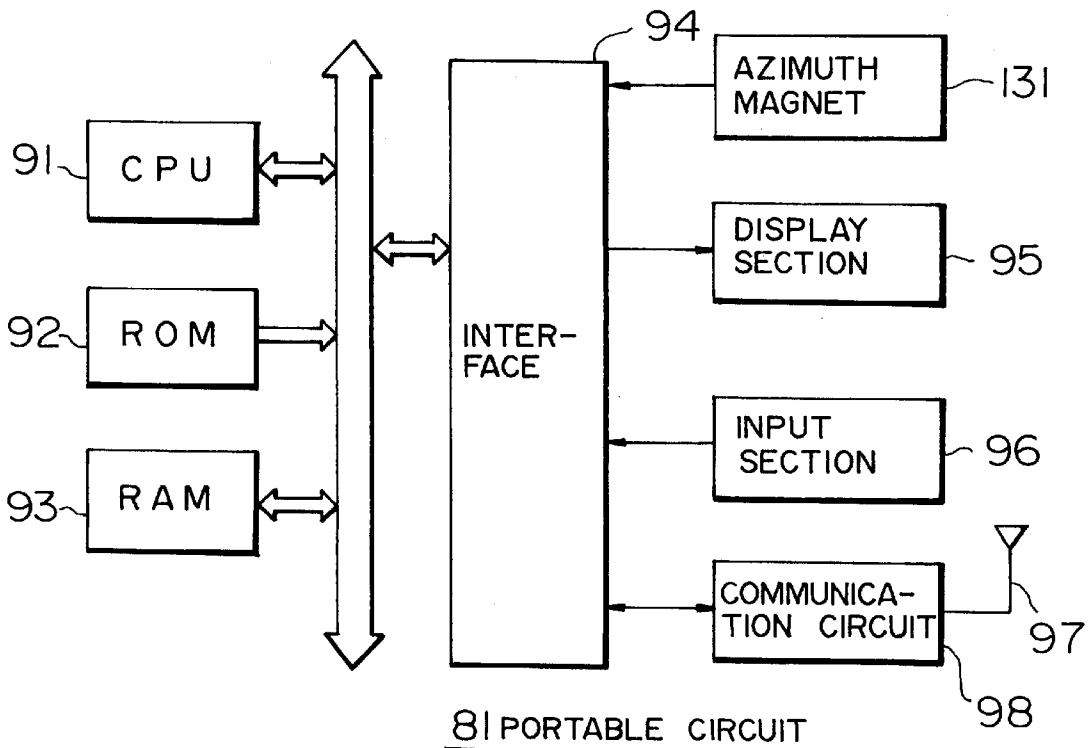 94
AZIMUTH
MAGNET
131
91
CPU
DISPLAY
SECTION
95
92
ROM
INTER-
FACE
INPUT
SECTION
96
93
RAM
COMMUNICA-
TION CIRCUIT
97
98
81 PORTABLE CIRCUIT